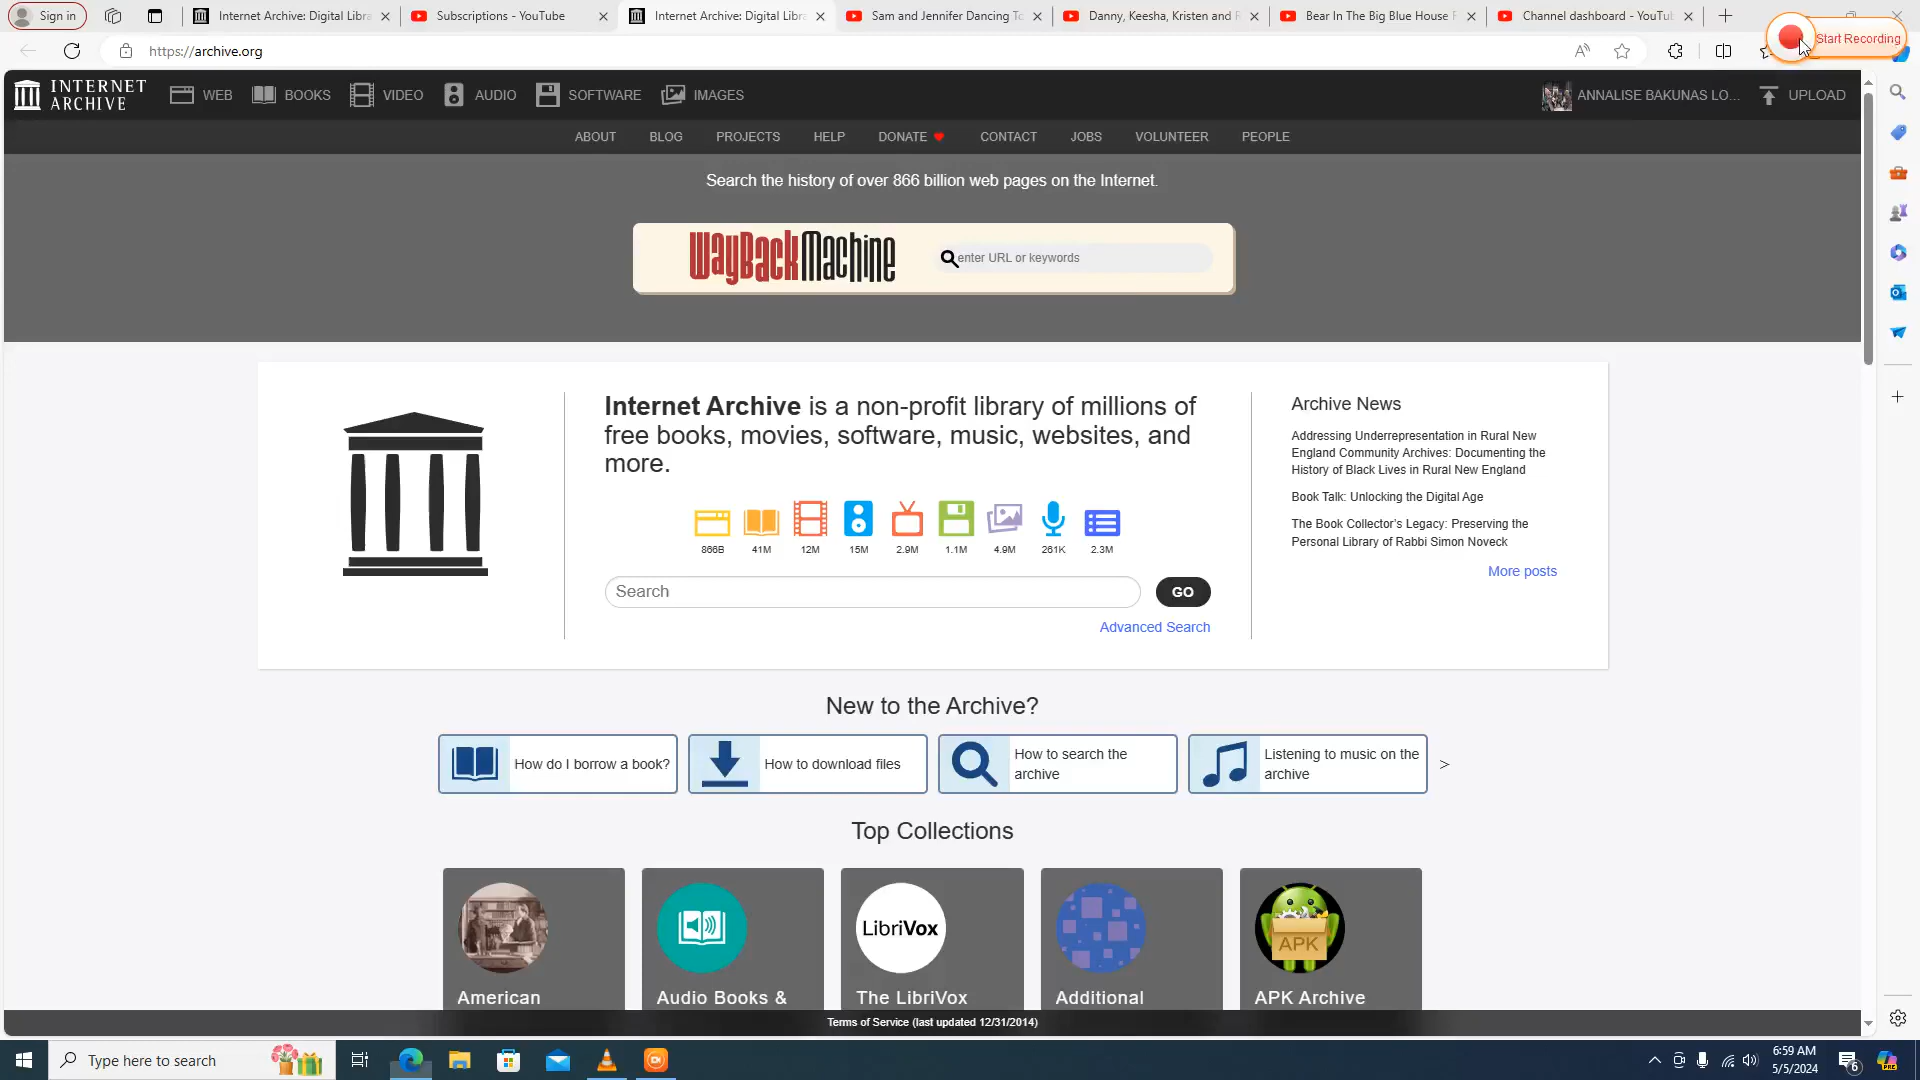 Sign in
Internet Archive: Digital Libra
Subscriptions - YouTube
Internet Archive: Digital Libra
Sam and Jennifer Dancing To
Danny, Keesha, Kristen and R
Bear In The Big Blue House F
Channel dashboard - YouTu
https://archive.org
Start Recording
INTERNET
ARCHIVE
WEB
BOOKS
VIDEO
AUDIO
SOFTWARE
IMAGES
ANNALISE BAKUNAS LO...
UPLOAD
ABOUT
BLOG
PROJECTS
HELP
DONATE
CONTACT
JOBS
VOLUNTEER
PEOPLE
Search the history of over 866 billion web pages on the Internet.
WayBackMachine
enter URL or keywords
Internet Archive is a non-profit library of millions of
free books, movies, software, music, websites, and
more.
866B
41M
12M
15M
2.9M
1.1M
4.9M
261K
2.3M
Search
GO
Advanced Search
Archive News
Addressing Underrepresentation in Rural New
England Community Archives: Documenting the
History of Black Lives in Rural New England
Book Talk: Unlocking the Digital Age
The Book Collector's Legacy: Preserving the
Personal Library of Rabbi Simon Noveck
More posts
New to the Archive?
How do I borrow a book?
How to download files
How to search the
archive
Listening to music on the
archive
>
Top Collections
LibriVox
APK
American
Audio Books &
The LibriVox
Additional
APK Archive
Terms of Service (last updated 12/31/2014)
Type here to search
6:59 AM
5/5/2024
6
PRE